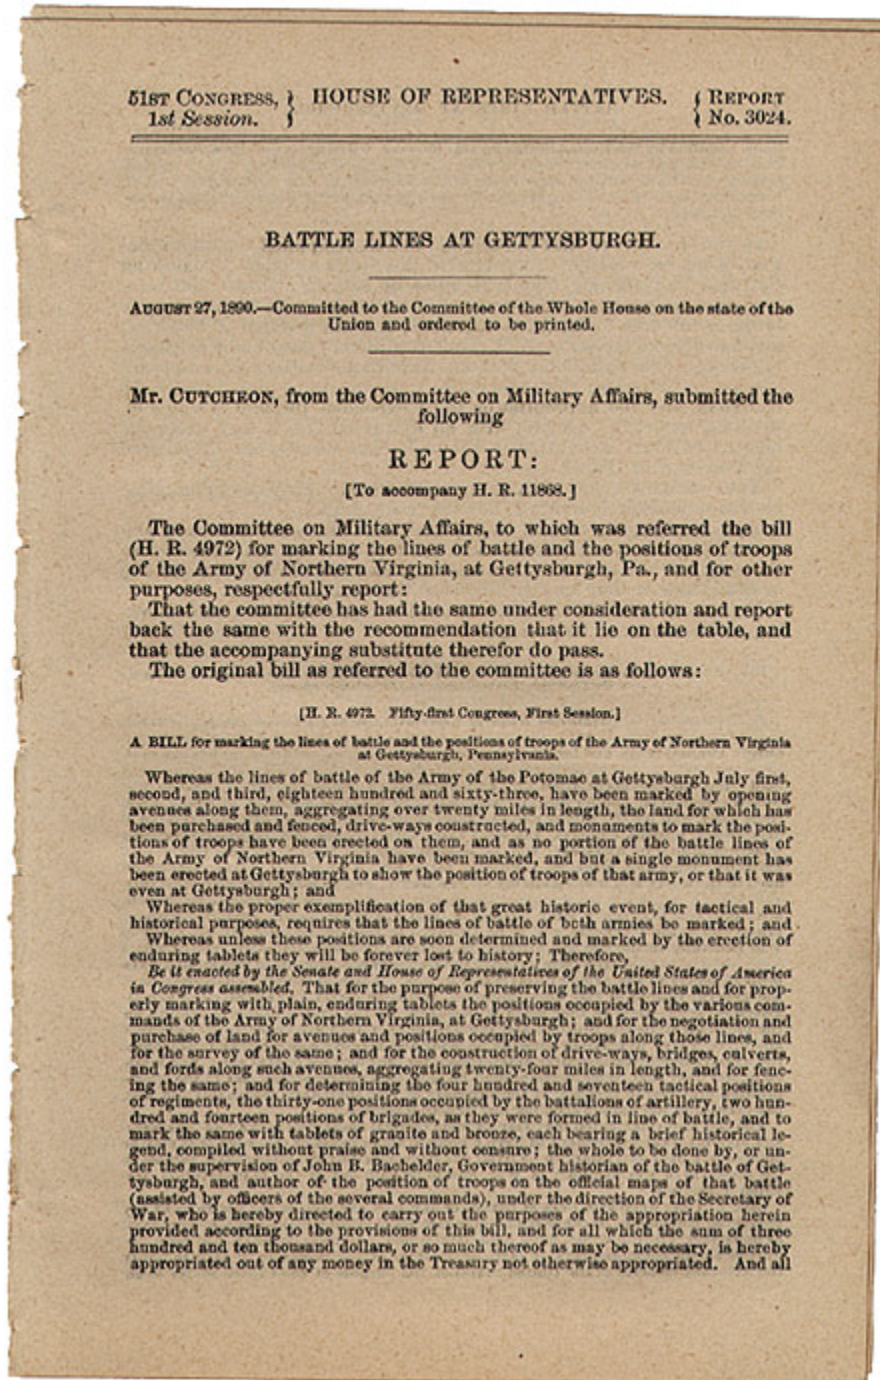 51ST CONGRESS, } HOUSE OF REPRESENTATIVES. { REPORT
1st Session. } { No. 3024.
BATTLE LINES AT GETTYSBURGH.
AUGUST 27, 1890.—Committed to the Committee of the Whole House on the state of the
Union and ordered to be printed.
Mr. CUTCHEON, from the Committee on Military Affairs, submitted the
following
REPORT:
[To accompany H. R. 11868.]
The Committee on Military Affairs, to which was referred the bill
(H. R. 4972) for marking the lines of battle and the positions of troops
of the Army of Northern Virginia, at Gettysburgh, Pa., and for other
purposes, respectfully report:
That the committee has had the same under consideration and report
back the same with the recommendation that it lie on the table, and
that the accompanying substitute therefor do pass.
The original bill as referred to the committee is as follows:
[H. R. 4972. Fifty-first Congress, First Session.]
A BILL for marking the lines of battle and the positions of troops of the Army of Northern Virginia
at Gettysburgh, Pennsylvania.
Whereas the lines of battle of the Army of the Potomac at Gettysburgh July first,
second, and third, eighteen hundred and sixty-three, have been marked by opening
avenues along them, aggregating over twenty miles in length, the land for which has
been purchased and fenced, drive-ways constructed, and monuments to mark the posi-
tions of troops have been erected on them, and as no portion of the battle lines of
the Army of Northern Virginia have been marked, and but a single monument has
been erected at Gettysburgh to show the position of troops of that army, or that it was
even at Gettysburgh; and
Whereas the proper exemplification of that great historic event, for tactical and
historical purposes, requires that the lines of battle of both armies be marked; and
Whereas unless these positions are soon determined and marked by the erection of
enduring tablets they will be forever lost to history; Therefore,
Be it enacted by the Senate and House of Representatives of the United States of America
in Congress assembled, That for the purpose of preserving the battle lines and for prop-
erly marking with plain, enduring tablets the positions occupied by the various com-
mands of the Army of Northern Virginia, at Gettysburgh; and for the negotiation and
purchase of land for avenues and positions occupied by troops along those lines, and
for the survey of the same; and for the construction of drive-ways, bridges, culverts,
and fords along such avenues, aggregating twenty-four miles in length, and for fenc-
ing the same; and for determining the four hundred and seventeen tactical positions
of regiments, the thirty-one positions occupied by the battalions of artillery, two hun-
dred and fourteen positions of brigades, as they were formed in line of battle, and to
mark the same with tablets of granite and bronze, each bearing a brief historical le-
gend, compiled without praise and without censure; the whole to be done by, or un-
der the supervision of John B. Bachelder, Government historian of the battle of Get-
tysburgh, and author of the position of troops on the official maps of that battle
(assisted by officers of the several commands), under the direction of the Secretary of
War, who is hereby directed to carry out the purposes of the appropriation herein
provided according to the provisions of this bill, and for all which the sum of three
hundred and ten thousand dollars, or so much thereof as may be necessary, is hereby
appropriated out of any money in the Treasury not otherwise appropriated. And all